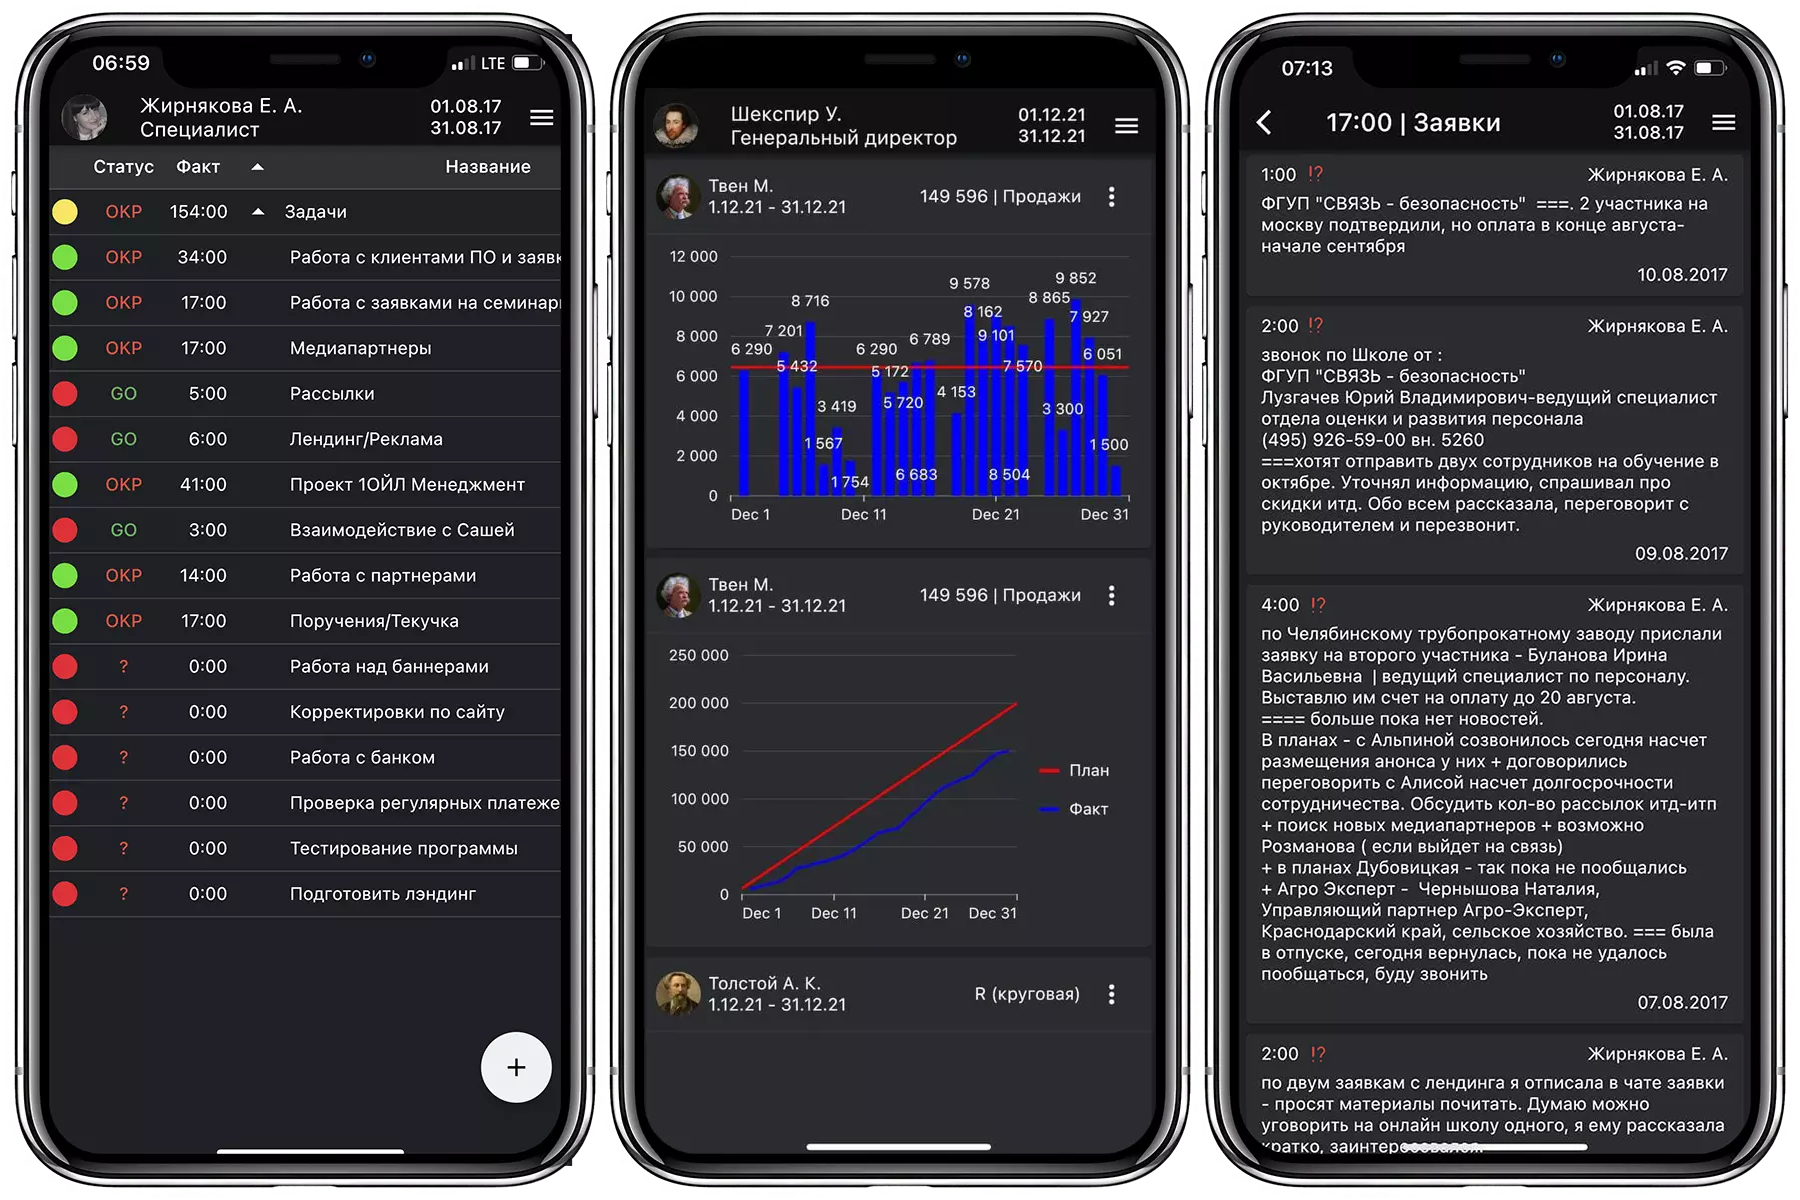 06:59
LTE
Жирнякова Е. А.
Специалист
01.08.17
31.08.17
Статус Факт Название
OKP 154:00 Задачи
OKP 34:00 Работа с клиентами ПО и заявк
OKP 17:00 Работа с заявками на семинар
OKP 17:00 Медиапартнеры
GO 5:00 Рассылки
GO 6:00 Лендинг/Реклама
OKP 41:00 Проект 1ОЙЛ Менеджмент
GO 3:00 Взаимодействие с Сашей
OKP 14:00 Работа с партнерами
OKP 17:00 Поручения/Текучка
? 0:00 Работа над баннерами
? 0:00 Корректировки по сайту
? 0:00 Работа с банком
? 0:00 Проверка регулярных платеже
? 0:00 Тестирование программы
? 0:00 Подготовить лэндинг
+
Шекспир У.
Генеральный директор
01.12.21
31.12.21
Твен М.
1.12.21 - 31.12.21
149 596 | Продажи
12 000
10 000
8 000
6 000
4 000
2 000
0
6 290
7 201
5 432
8 716
1 567
3 419
1 754
6 290
5 172
5 720
6 683
6 789
4 153
9 578
8 162
9 101
8 504
7 570
8 865
3 300
9 852
7 927
6 051
1 500
Dec 1 Dec 11 Dec 21 Dec 31
Твен М.
1.12.21 - 31.12.21
149 596 | Продажи
250 000
200 000
150 000
100 000
50 000
0
План
Факт
Dec 1 Dec 11 Dec 21 Dec 31
Толстой А. К.
1.12.21 - 31.12.21
R (круговая)
07:13
17:00 | Заявки
01.08.17
31.08.17
1:00 !? Жирнякова Е. А.
ФГУП "СВЯЗЬ - безопасность" ===. 2 участника на
москву подтвердили, но оплата в конце августа-
начале сентября
10.08.2017
2:00 !? Жирнякова Е. А.
звонок по Школе от :
ФГУП "СВЯЗЬ - безопасность"
Лузгачев Юрий Владимирович-ведущий специалист
отдела оценки и развития персонала
(495) 926-59-00 вн. 5260
===хотят отправить двух сотрудников на обучение в
октябре. Уточнял информацию, спрашивал про
скидки итд. Обо всем рассказала, переговорит с
руководителем и перезвонит.
09.08.2017
4:00 !? Жирнякова Е. А.
по Челябинскому трубопрокатному заводу прислали
заявку на второго участника - Буланова Ирина
Васильевна | ведущий специалист по персоналу.
Выставлю им счет на оплату до 20 августа.
==== больше пока нет новостей.
В планах - с Альпиной созвонилось сегодня насчет
размещения анонса у них + договорились
переговорить с Алисой насчет долгосрочности
сотрудничества. Обсудить кол-во рассылок итд-итп
+ поиск новых медиапартнеров + возможно
Розманова ( если выйдет на связь)
+ в планах Дубовицкая - так пока не пообщались
+ Агро Эксперт - Чернышова Наталия,
Управляющий партнер Агро-Эксперт,
Краснодарский край, сельское хозяйство. === была
в отпуске, сегодня вернулась, пока не удалось
пообщаться, буду звонить
07.08.2017
2:00 !? Жирнякова Е. А.
по двум заявкам с лендинга я отписала в чате заявки
- просят материалы почитать. Думаю можно
уговорить на онлайн школу одного, я ему рассказала
кратко, заинтересовался.